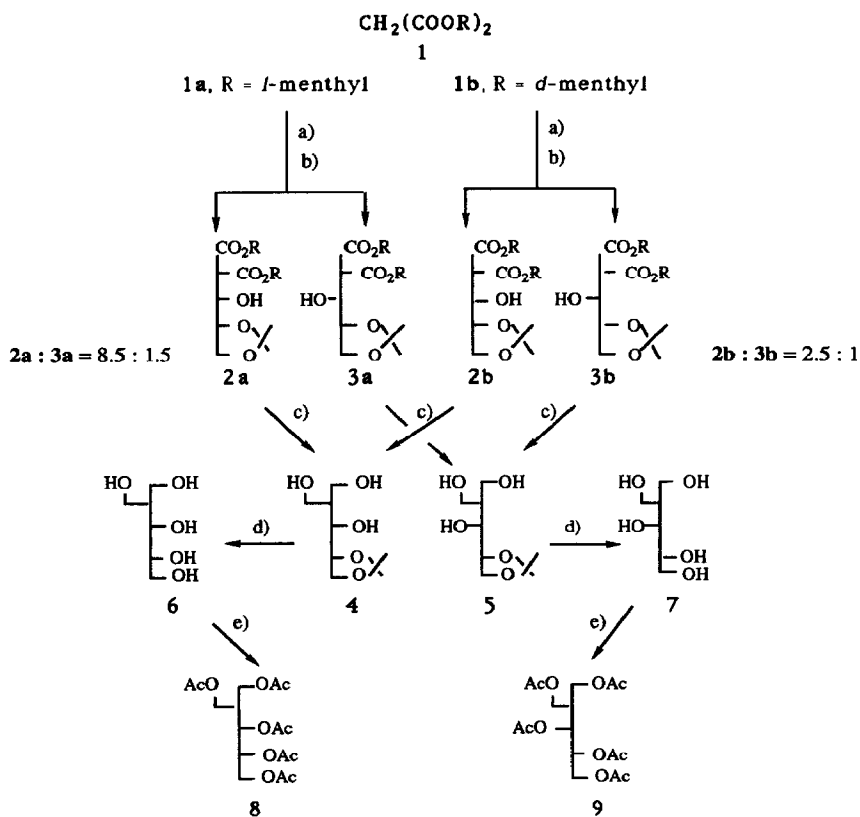 CH₂(COOR)₂
1
1a, R = l-menthyl 1b, R = d-menthyl
a) a)
b) b)
CO₂R CO₂R CO₂R CO₂R
CO₂R CO₂R CO₂R CO₂R
OH HO OH HO
O O O O
2a : 3a = 8.5 : 1.5 O O O O 2b : 3b = 2.5 : 1
2a 3a 2b 3b
c) c) c)
HO OH HO OH HO OH HO OH
OH d) OH HO d) HO
OH O O OH
OH O O OH
6 4 5 7
e) e)
AcO OAc AcO OAc
OAc AcO
OAc OAc
OAc OAc
8 9